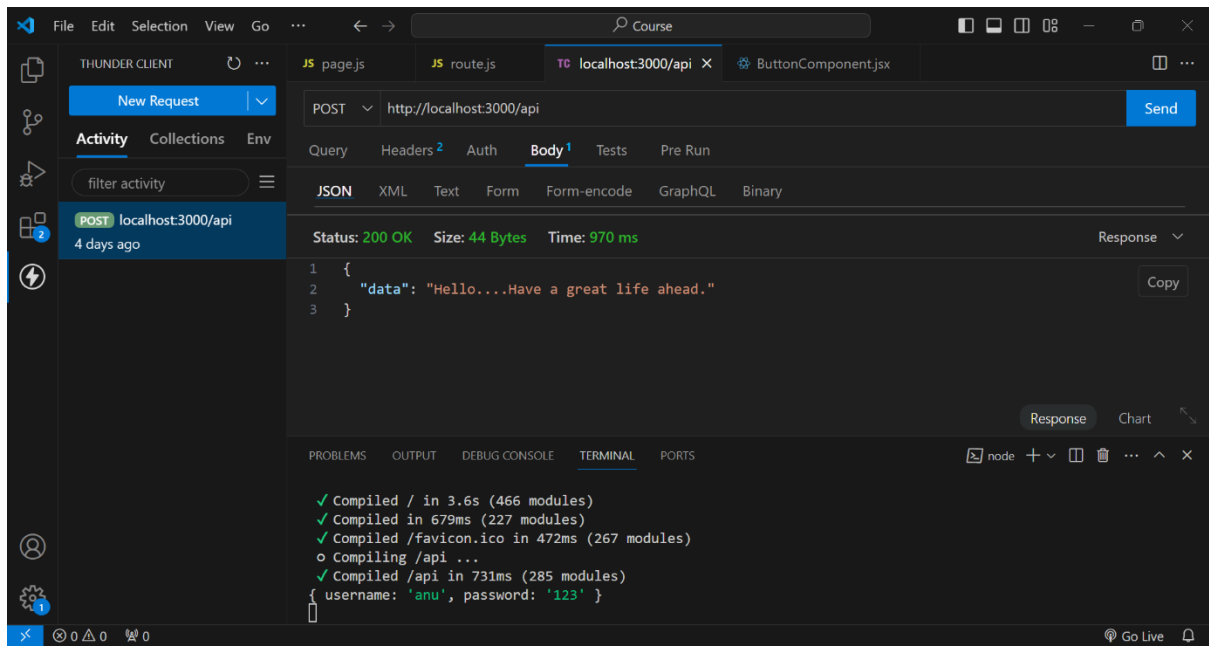 File Edit Selection View Go ··· Course
THUNDER CLIENT ···
JS page.js JS route.js TC localhost:3000/api ButtonComponent.jsx ···
New Request
POST http://localhost:3000/api Send
Activity Collections Env
Query Headers 2 Auth Body 1 Tests Pre Run
filter activity
JSON XML Text Form Form-encode GraphQL Binary
POST localhost:3000/api
4 days ago
2
Status: 200 OK Size: 44 Bytes Time: 970 ms Response
1 {
2 "data": "Hello....Have a great life ahead."
3 }
Copy
Response Chart
PROBLEMS OUTPUT DEBUG CONSOLE TERMINAL PORTS node ···
✓ Compiled / in 3.6s (466 modules)
✓ Compiled in 679ms (227 modules)
✓ Compiled /favicon.ico in 472ms (267 modules)
○ Compiling /api ...
✓ Compiled /api in 731ms (285 modules)
{ username: 'anu', password: '123' }
1
0 0 0 Go Live